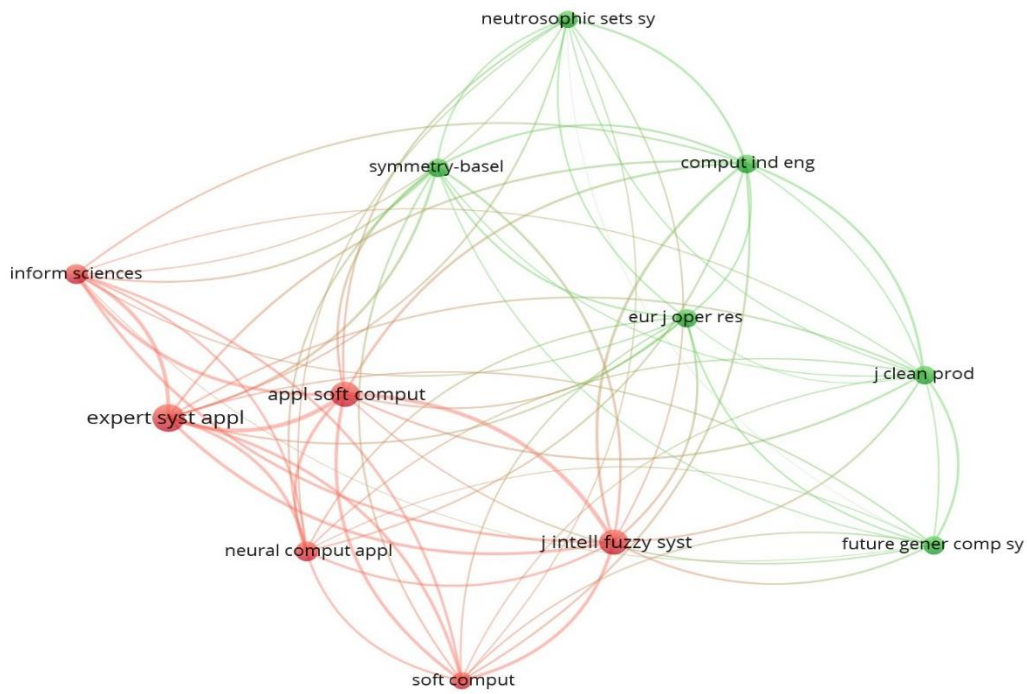 neutrosophic sets sy
symmetry-basel
comput ind eng
inform sciences
eur j oper res
j clean prod
appl soft comput
expert syst appl
j intell fuzzy syst
future gener comp sy
neural comput appl
soft comput